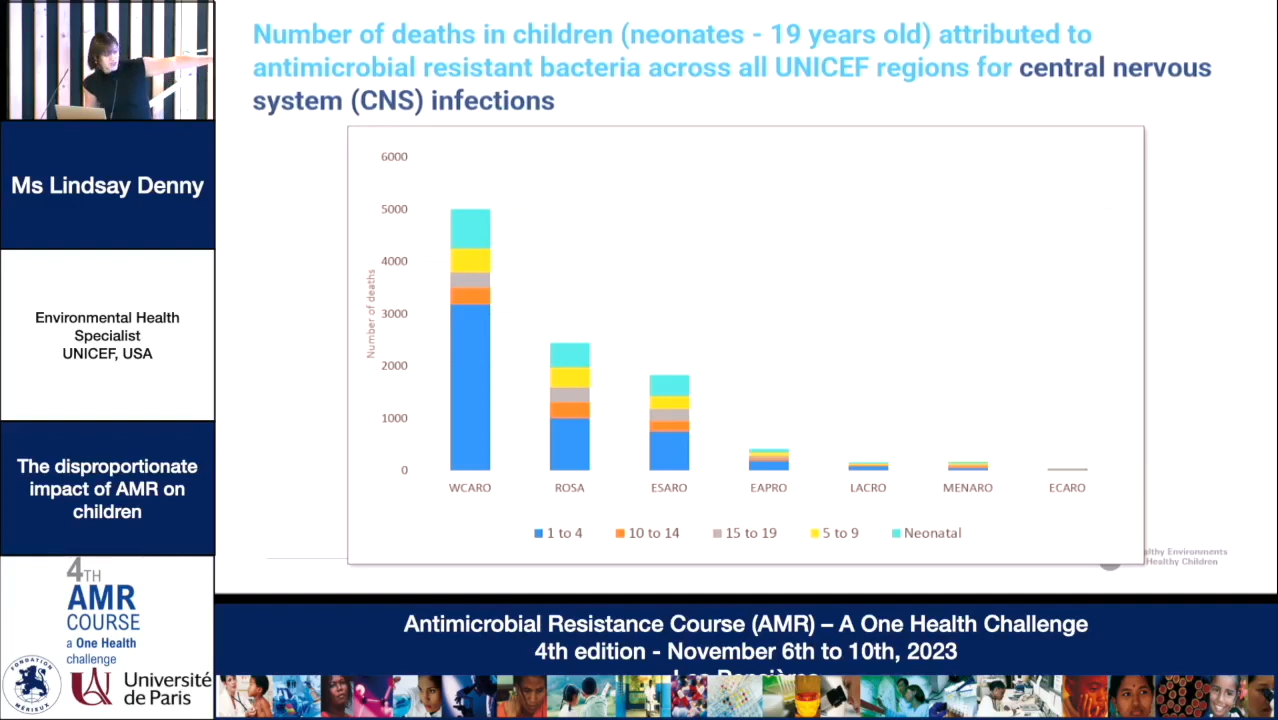 Number of deaths in children (neonates - 19 years old) attributed to
antimicrobial resistant bacteria across all UNICEF regions for central nervous
system (CNS) infections
Ms Lindsay Denny
Environmental Health
Specialist
UNICEF, USA
The disproportionate
impact of AMR on
children
4TH
AMR
COURSE
a One Health
challenge
FONDATION
MÉRIEUX
Université
de Paris
Number of deaths
6000
5000
4000
3000
2000
1000
0
WCARO ROSA ESARO EAPRO LACRO MENARO ECARO
1 to 4 10 to 14 15 to 19 5 to 9 Neonatal
lthy Environments
Healthy Children
Antimicrobial Resistance Course (AMR) – A One Health Challenge
4th edition - November 6th to 10th, 2023